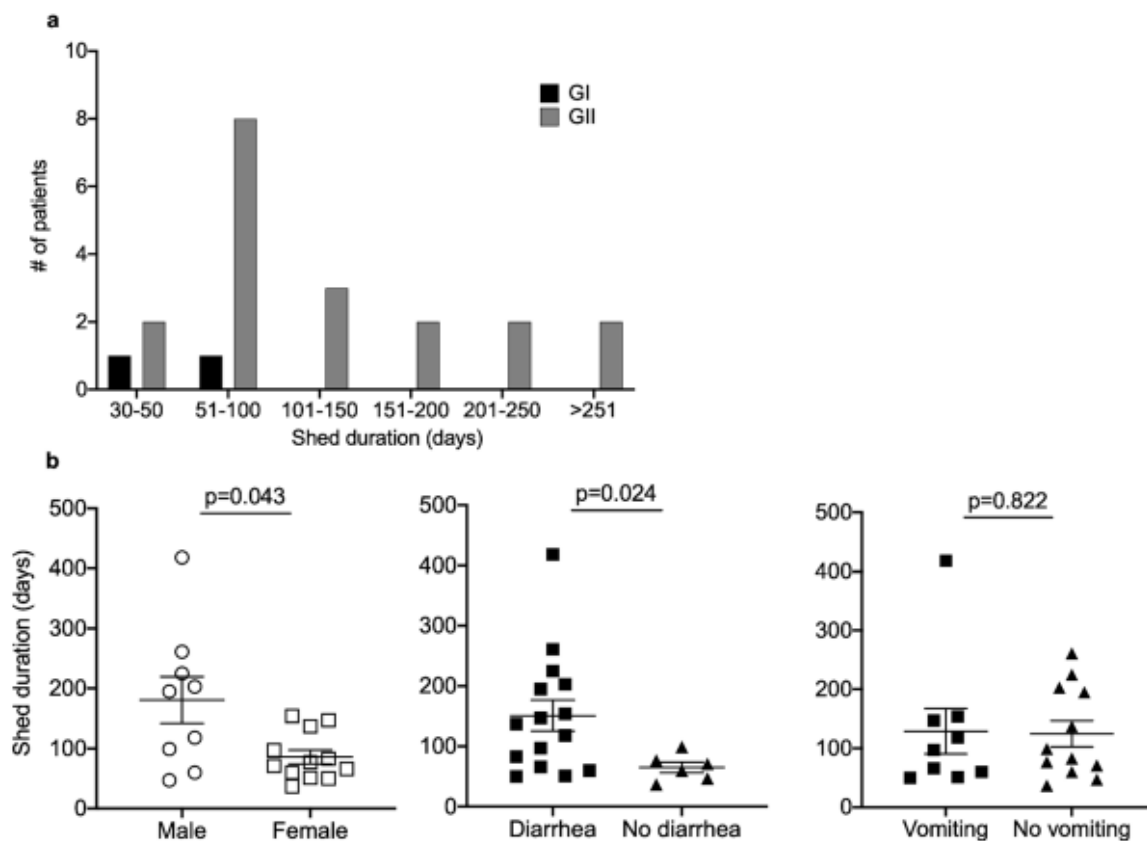 a
10
8
6
4
2
0
# of patients
GI
GII
30-50 51-100 101-150 151-200 201-250 >251
Shed duration (days)
b
Shed duration (days)
p=0.043
500
400
300
200
100
0
Male Female
p=0.024
500
400
300
200
100
0
Diarrhea No diarrhea
p=0.822
500
400
300
200
100
0
Vomiting No vomiting